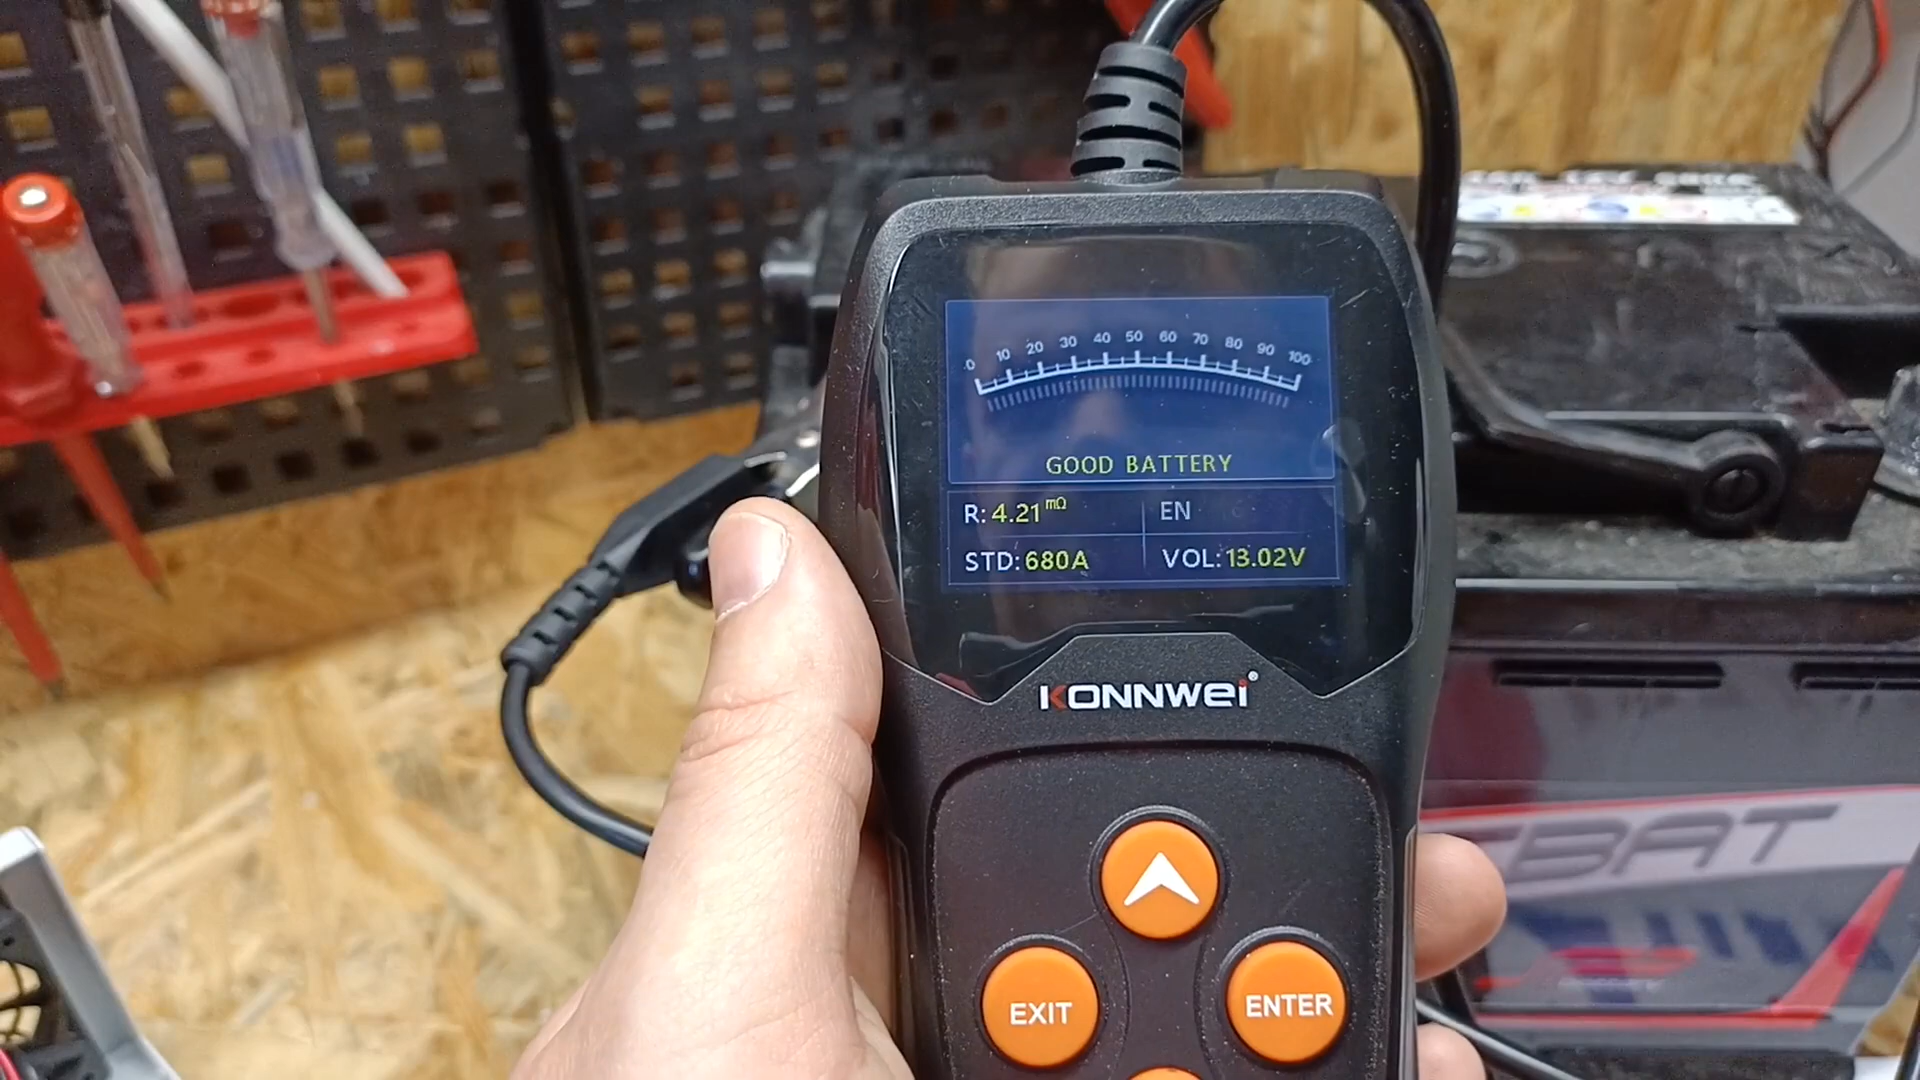 0 10 20 30 40 50 60 70 80 90 100
GOOD BATTERY
R: 4.21 mΩ EN
STD: 680A VOL: 13.02V
KONNWEI®
EXIT ENTER
BAT